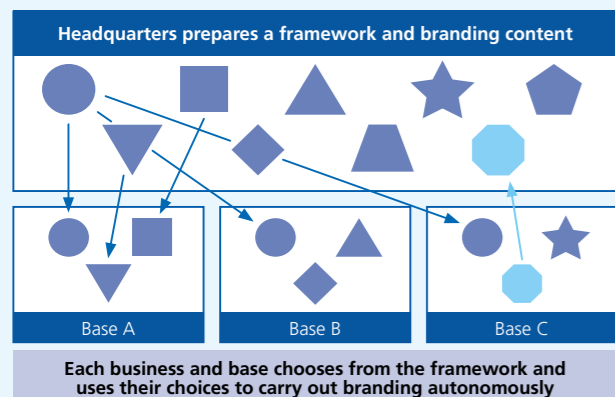 Headquarters prepares a framework and branding content
Base A
Base B
Base C
Each business and base chooses from the framework and
uses their choices to carry out branding autonomously